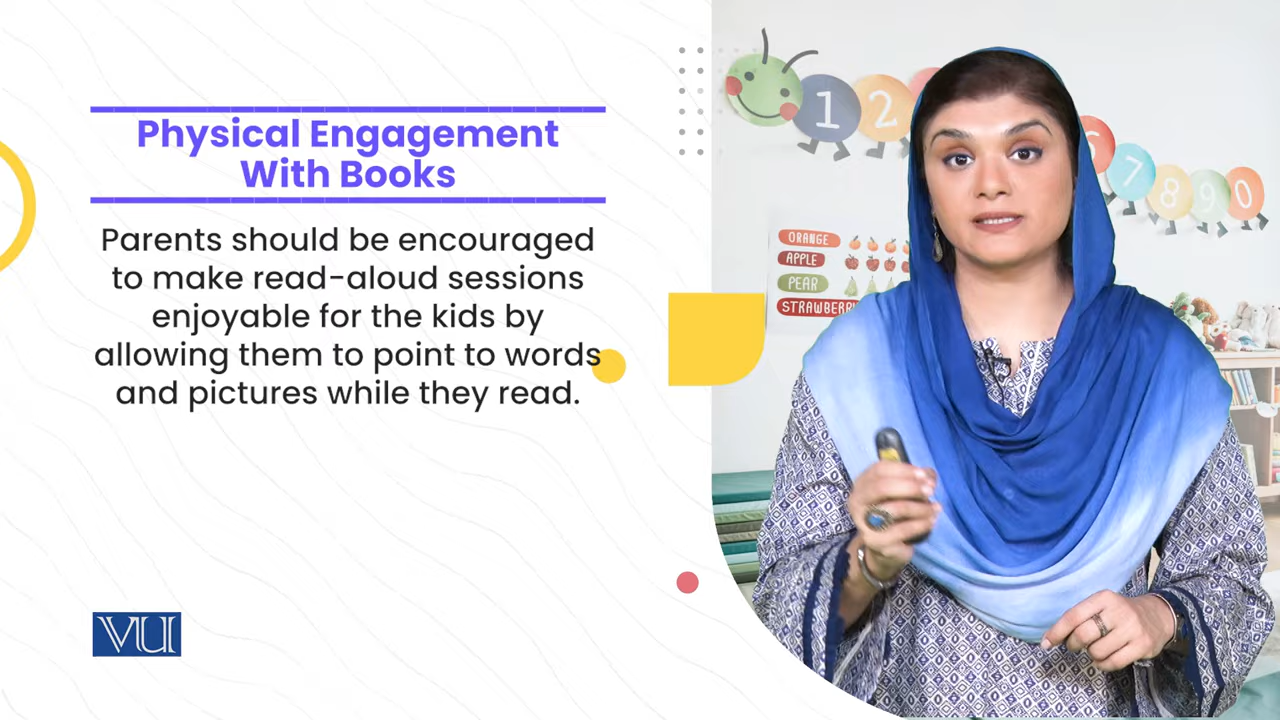 Physical Engagement
With Books
Parents should be encouraged
to make read-aloud sessions
enjoyable for the kids by
allowing them to point to words
and pictures while they read.
VU
1 2
6 7 8 9 0
ORANGE
APPLE
PEAR
STRAWBERR